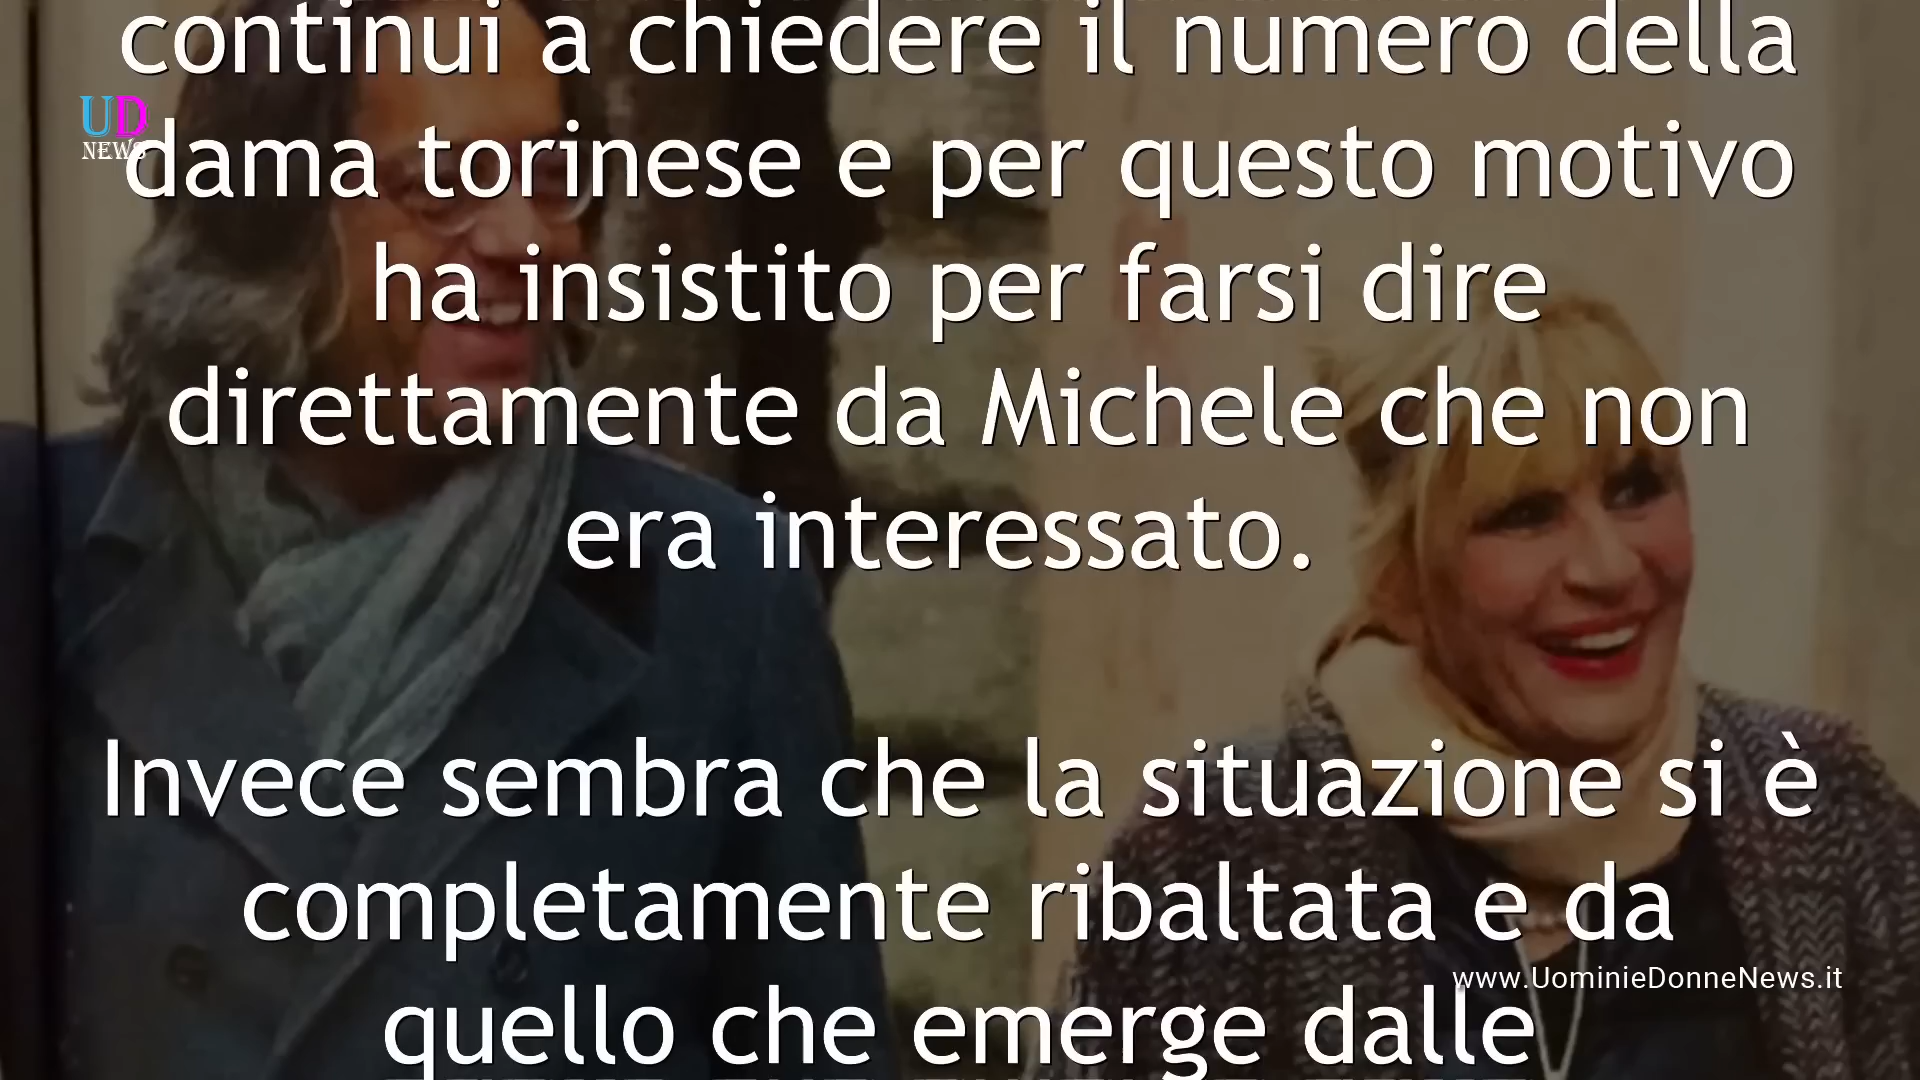 continui a chiedere il numero della
UD
NEWS
dama torinese e per questo motivo
ha insistito per farsi dire
direttamente da Michele che non
era interessato.
Invece sembra che la situazione si è
completamente ribaltata e da
www.UominieDonneNews.it
quello che emerge dalle